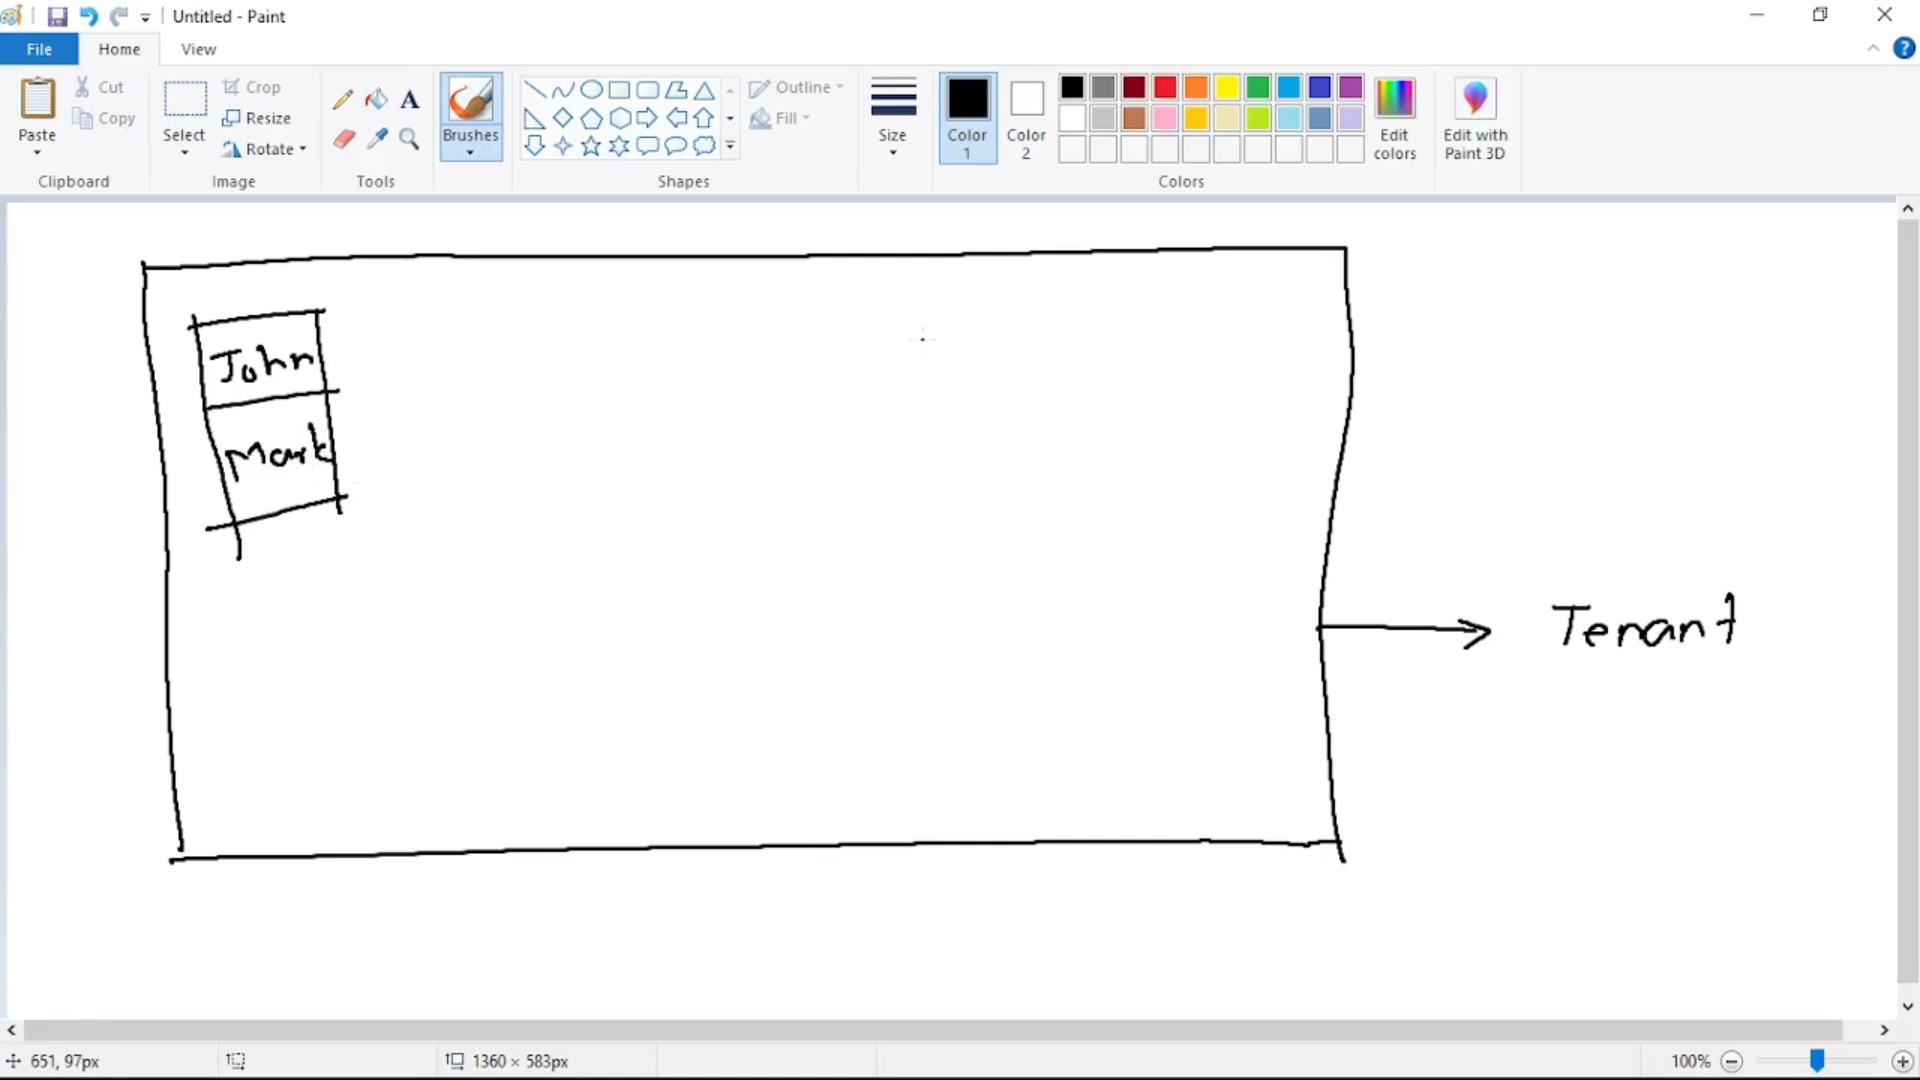 Untitled - Paint
File
Home
View
Paste
Cut
Copy
Clipboard
Select
Crop
Resize
Rotate
Image
A
Tools
Brushes
Shapes
Outline
Fill
Size
Color
1
Color
2
Edit
colors
Colors
Edit with
Paint 3D
?
John
Mark
Tenant
651, 97px
1360 × 583px
100%